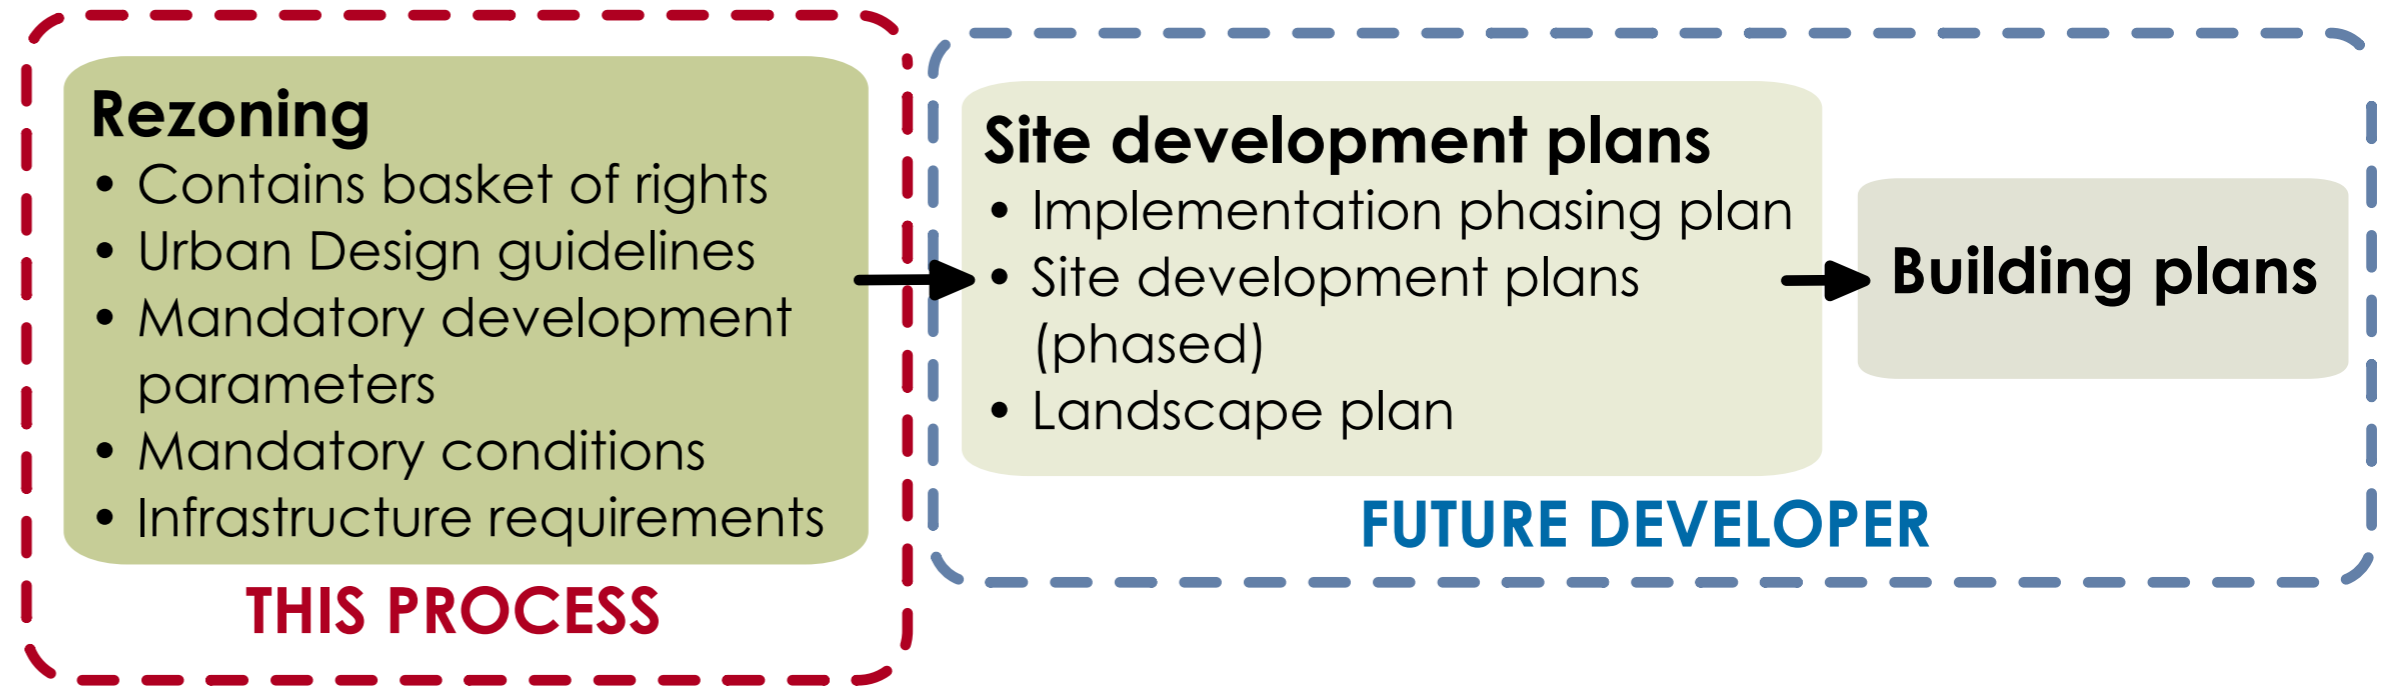 Rezoning
• Contains basket of rights
• Urban Design guidelines
• Mandatory development
parameters
• Mandatory conditions
• Infrastructure requirements
THIS PROCESS
Site development plans
• Implementation phasing plan
• Site development plans
(phased)
• Landscape plan
Building plans
FUTURE DEVELOPER